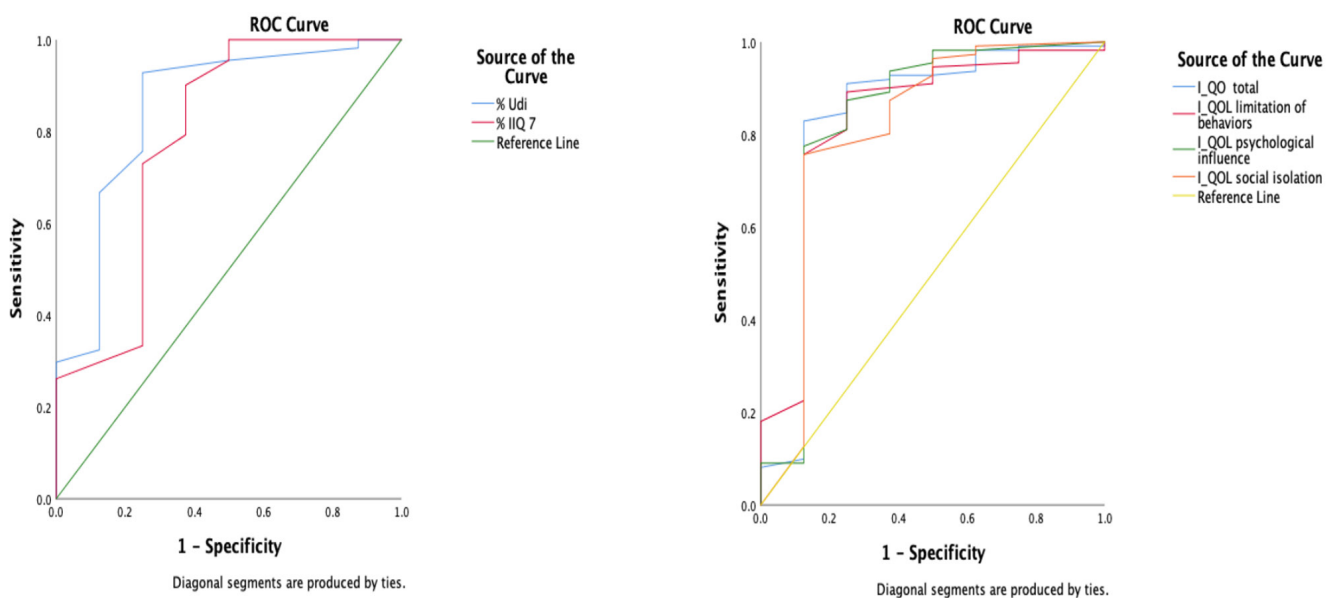 ROC Curve
1.0
0.8
0.6
0.4
0.2
0.0
Sensitivity
0.0 0.2 0.4 0.6 0.8 1.0
1 – Specificity
Diagonal segments are produced by ties.
Source of the
Curve
% Udi
% IIQ 7
Reference Line
ROC Curve
1.0
0.8
0.6
0.4
0.2
0.0
Sensitivity
0.0 0.2 0.4 0.6 0.8 1.0
1 – Specificity
Diagonal segments are produced by ties.
Source of the Curve
I_QO total
I_QOL limitation of
behaviors
I_QOL psychological
influence
I_QOL social isolation
Reference Line